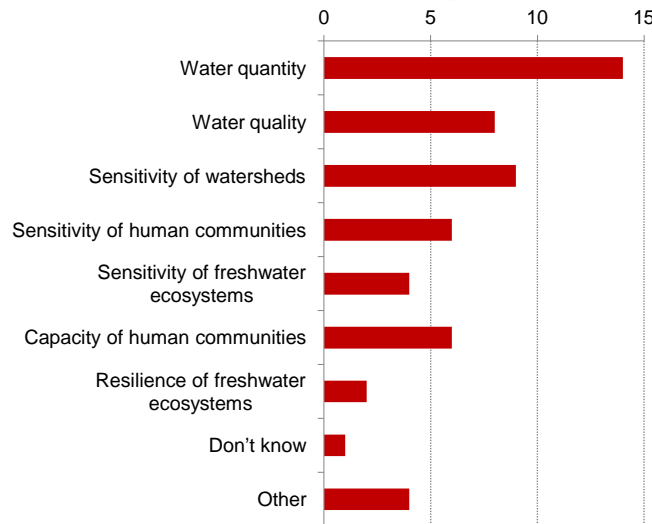 0 5 10 15
Water quantity
Water quality
Sensitivity of watersheds
Sensitivity of human communities
Sensitivity of freshwater
ecosystems
Capacity of human communities
Resilience of freshwater
ecosystems
Don’t know
Other